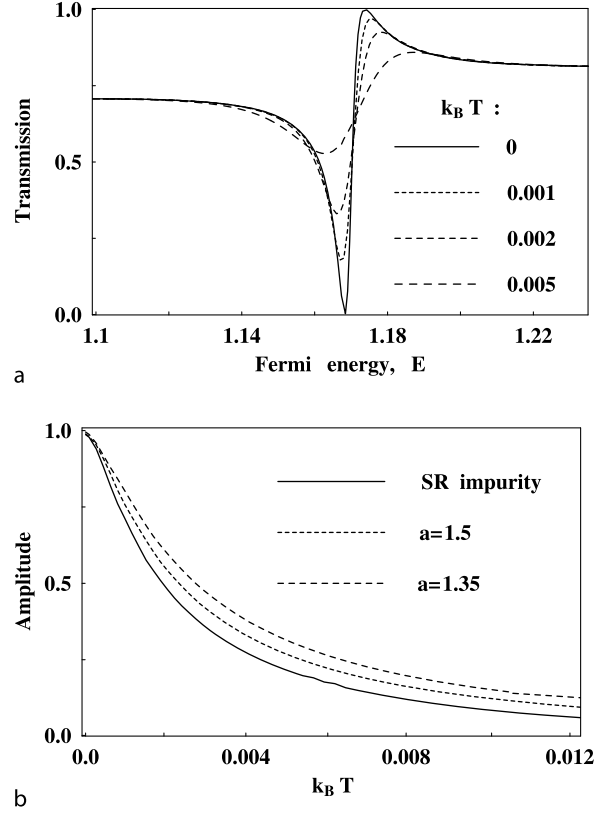 1.0
k_B T :
0
0.5
0.001
0.002
0.005
0.0
1.1 1.14 1.18 1.22
Fermi energy, E
Transmission
a
1.0
SR impurity
a=1.5
a=1.35
0.5
0.0
0.0 0.004 0.008 0.012
k_B T
Amplitude
b